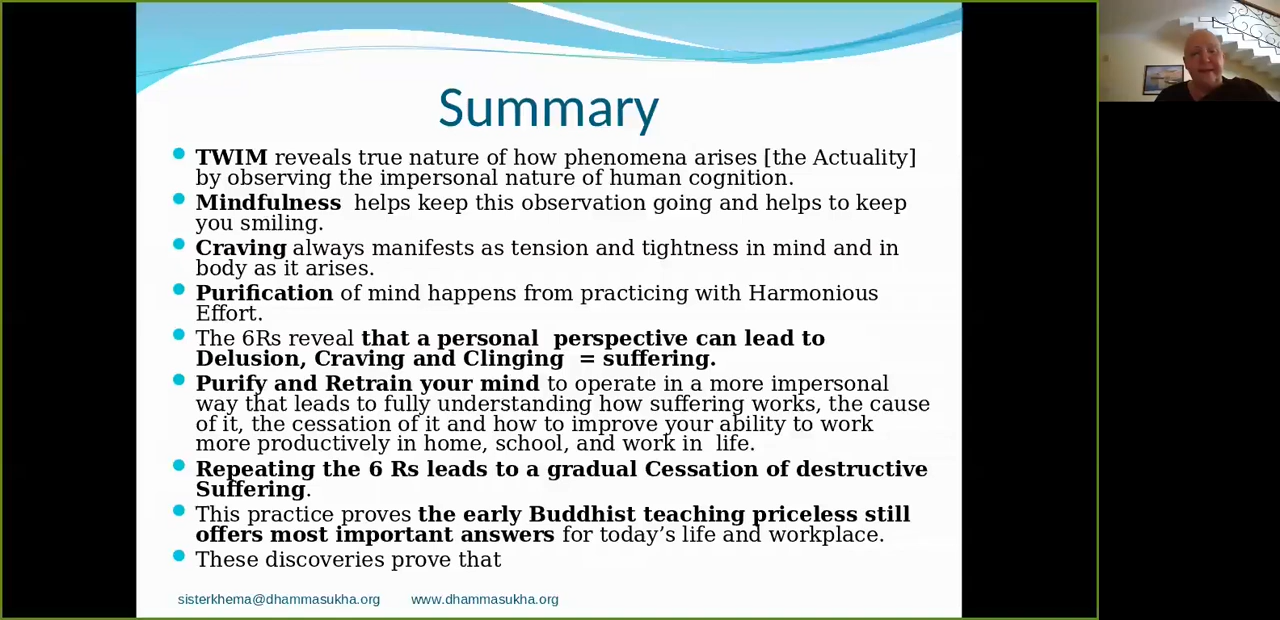 Summary
TWIM reveals true nature of how phenomena arises [the Actuality]
by observing the impersonal nature of human cognition.
Mindfulness helps keep this observation going and helps to keep
you smiling.
Craving always manifests as tension and tightness in mind and in
body as it arises.
Purification of mind happens from practicing with Harmonious
Effort.
The 6Rs reveal that a personal perspective can lead to
Delusion, Craving and Clinging = suffering.
Purify and Retrain your mind to operate in a more impersonal
way that leads to fully understanding how suffering works, the cause
of it, the cessation of it and how to improve your ability to work
more productively in home, school, and work in life.
Repeating the 6 Rs leads to a gradual Cessation of destructive
Suffering.
This practice proves the early Buddhist teaching priceless still
offers most important answers for today’s life and workplace.
These discoveries prove that
sisterkhema@dhammasukha.org www.dhammasukha.org